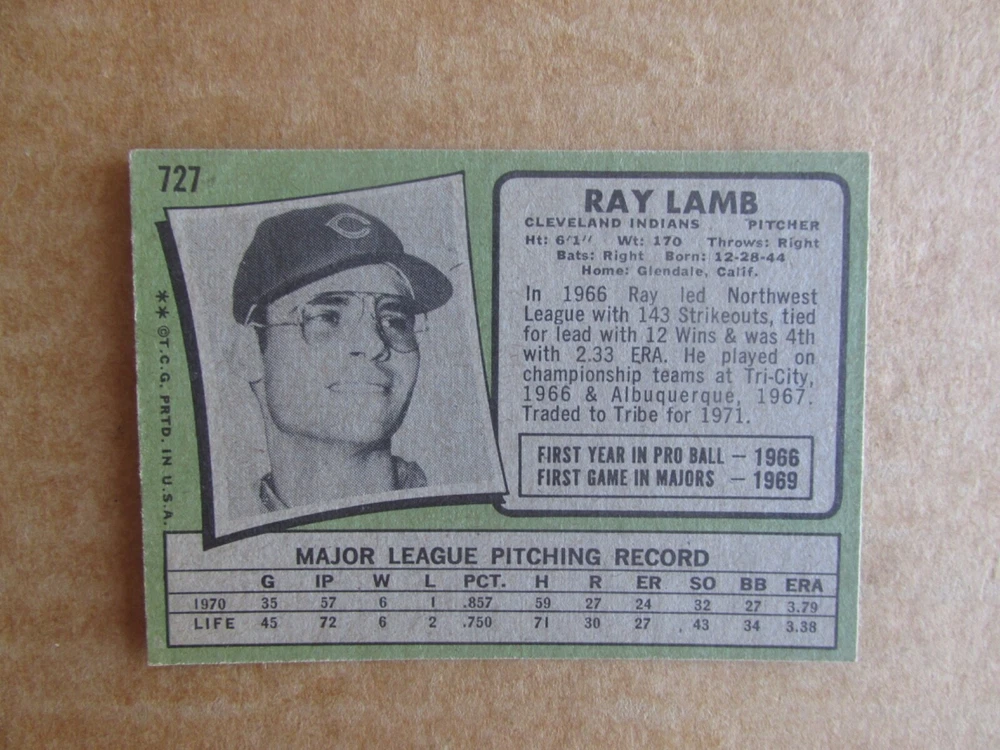 727
RAY LAMB
CLEVELAND INDIANS PITCHER
Ht: 6'1" Wt: 170 Throws: Right
Bats: Right Born: 12-28-44
Home: Glendale, Calif.
In 1966 Ray led Northwest
League with 143 Strikeouts, tied
for lead with 12 Wins & was 4th
with 2.33 ERA. He played on
championship teams at Tri-City,
1966 & Albuquerque, 1967.
Traded to Tribe for 1971.
FIRST YEAR IN PRO BALL — 1966
FIRST GAME IN MAJORS — 1969
** ©T.C.G. PRTD. IN U.S.A.
C
MAJOR LEAGUE PITCHING RECORD
G IP W L PCT. H R ER SO BB ERA
1970 35 57 6 1 .857 59 27 24 32 27 3.79
LIFE 45 72 6 2 .750 71 30 27 43 34 3.38